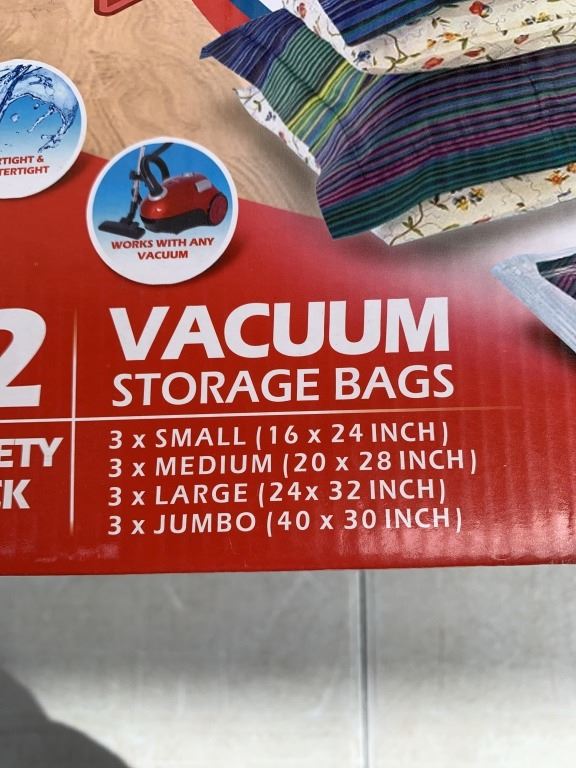 WORKS WITH ANY
VACUUM
2
VACUUM
STORAGE BAGS
3 x SMALL (16 x 24 INCH)
3 x MEDIUM (20 x 28 INCH)
3 x LARGE (24x 32 INCH)
3 x JUMBO (40 x 30 INCH)